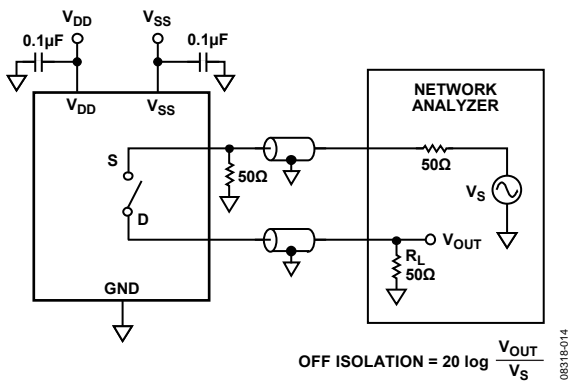 VDD
VSS
0.1µF
0.1µF
VDD
VSS
NETWORK
ANALYZER
S
50Ω
50Ω
VS
D
VOUT
RL
50Ω
GND
OFF ISOLATION = 20 log VOUT
VS
08318-014